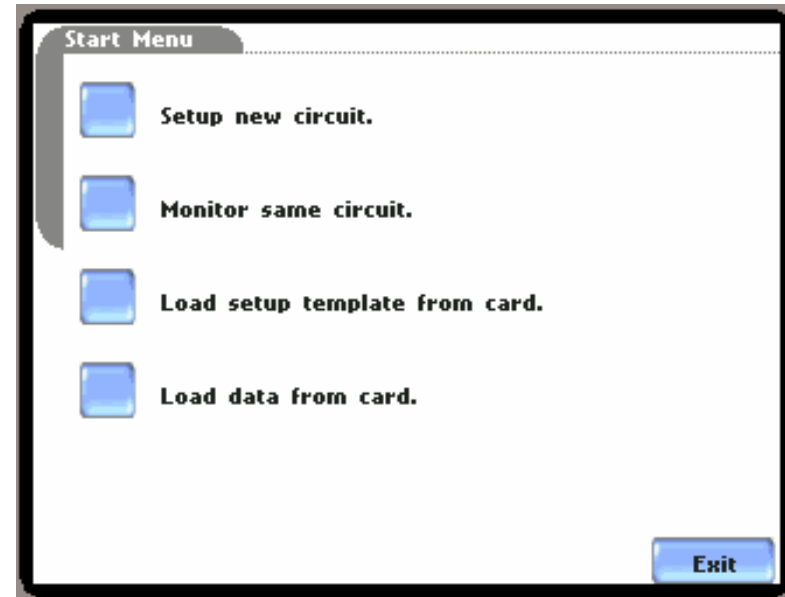 Start Menu
Setup new circuit.
Monitor same circuit.
Load setup template from card.
Load data from card.
Exit